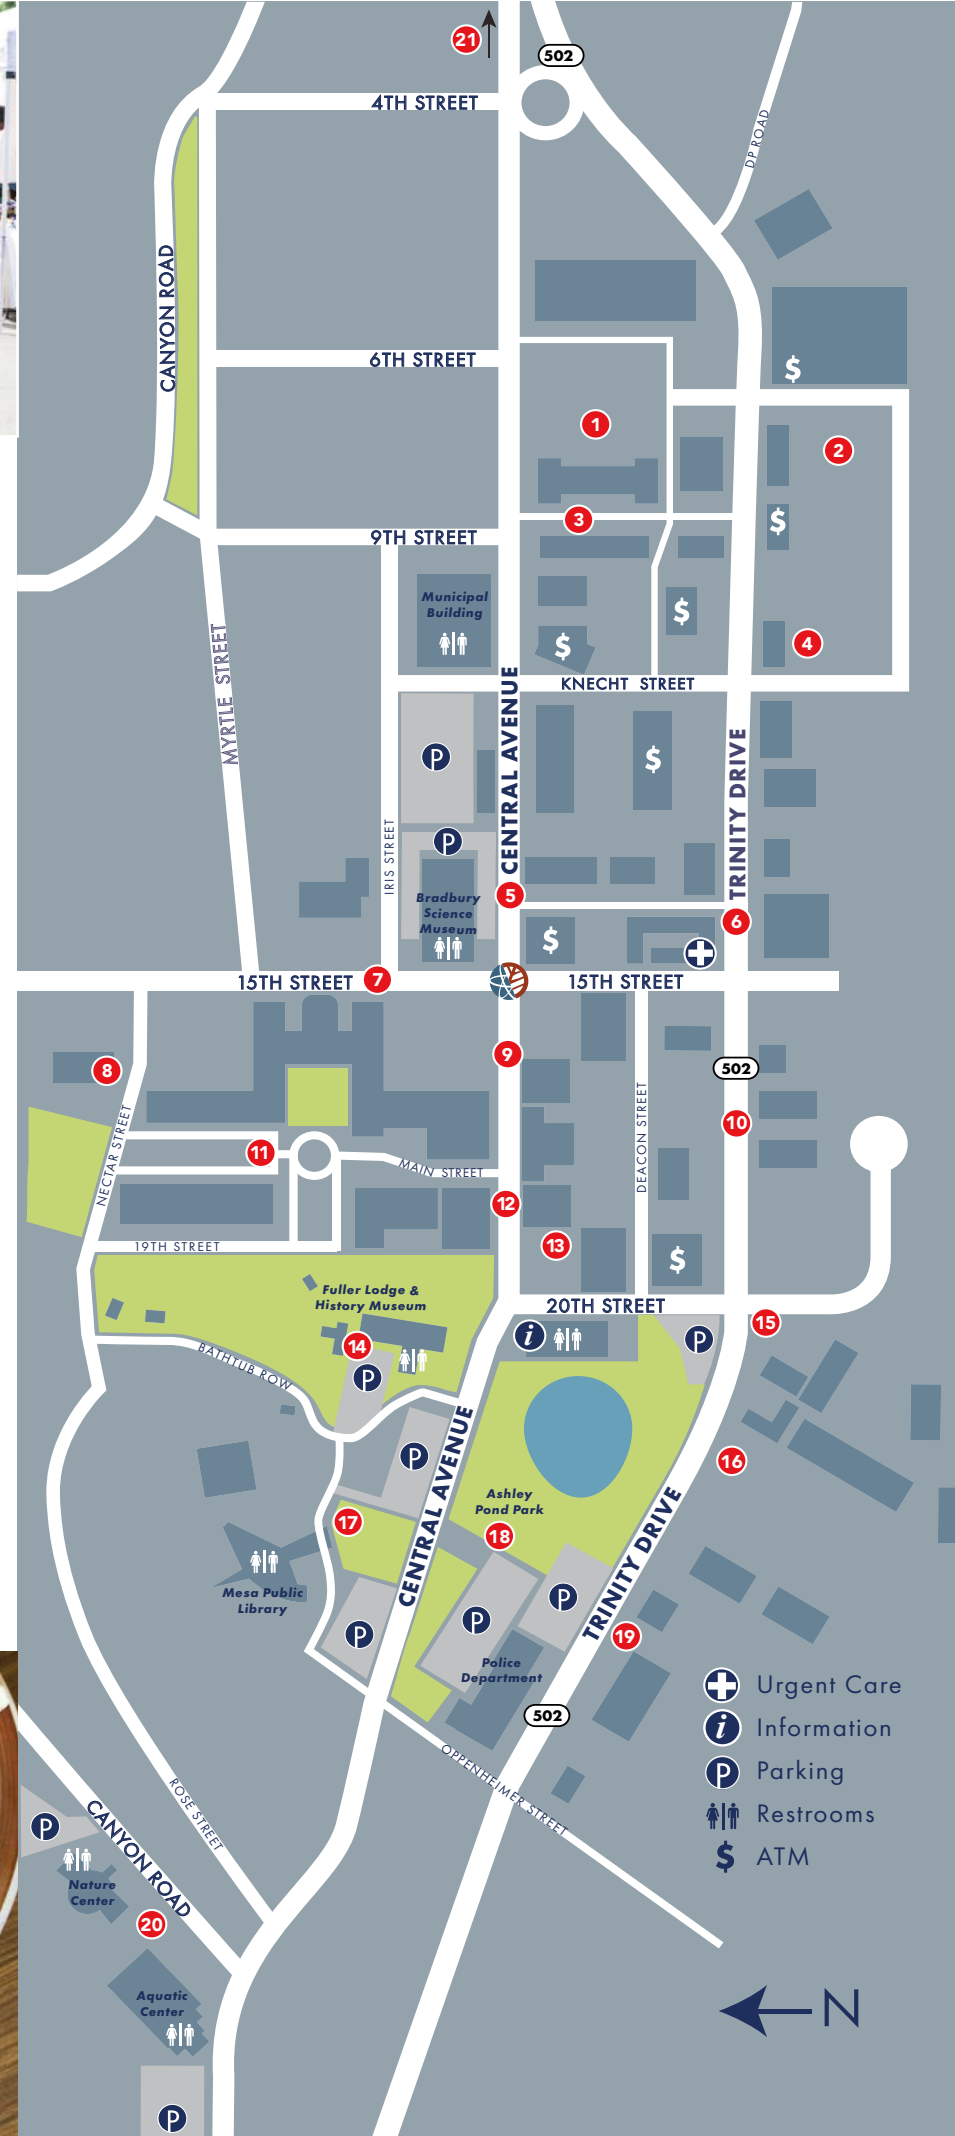 21
502
4TH STREET
DP ROAD
CANYON ROAD
6TH STREET
$
1
2
3
$
9TH STREET
Municipal
Building
$
$
4
MYRTLE STREET
KNECHT STREET
CENTRAL AVENUE
TRINITY DRIVE
P
$
IRIS STREET
P
Bradbury
Science
Museum
5
6
$
15TH STREET
7
15TH STREET
9
8
502
NECTAR STREET
DEACON STREET
10
11
MAIN STREET
12
13
19TH STREET
$
Fuller Lodge &
History Museum
20TH STREET
15
14
i
P
BATHTUB ROW
P
CENTRAL AVENUE
P
16
Ashley
Pond Park
17
18
TRINITY DRIVE
Mesa Public
Library
P
P
P
19
Police
Department
502
Urgent Care
i Information
P Parking
Restrooms
$ ATM
OPPENHEIMER STREET
ROSE STREET
CANYON ROAD
P
Nature
Center
20
Aquatic
Center
N
P